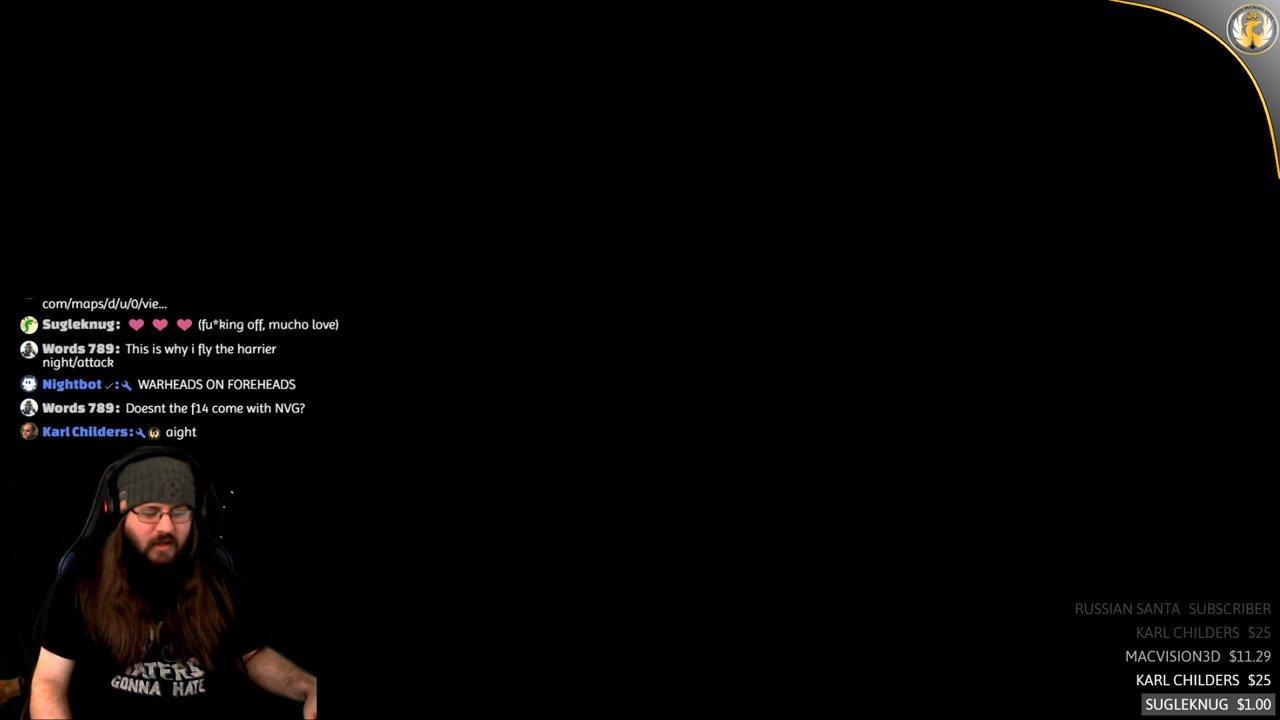 com/maps/d/u/0/vie...
Sugleknug: ❤ ❤ ❤ (fu*king off, mucho love)
Words 789: This is why i fly the harrier
night/attack
Nightbot ✓: WARHEADS ON FOREHEADS
Words 789: Doesnt the f14 come with NVG?
Karl Childers: aight
HATERS
GONNA HATE
RUSSIAN SANTA SUBSCRIBER
KARL CHILDERS $25
MACVISION3D $11.29
KARL CHILDERS $25
SUGLEKNUG $1.00